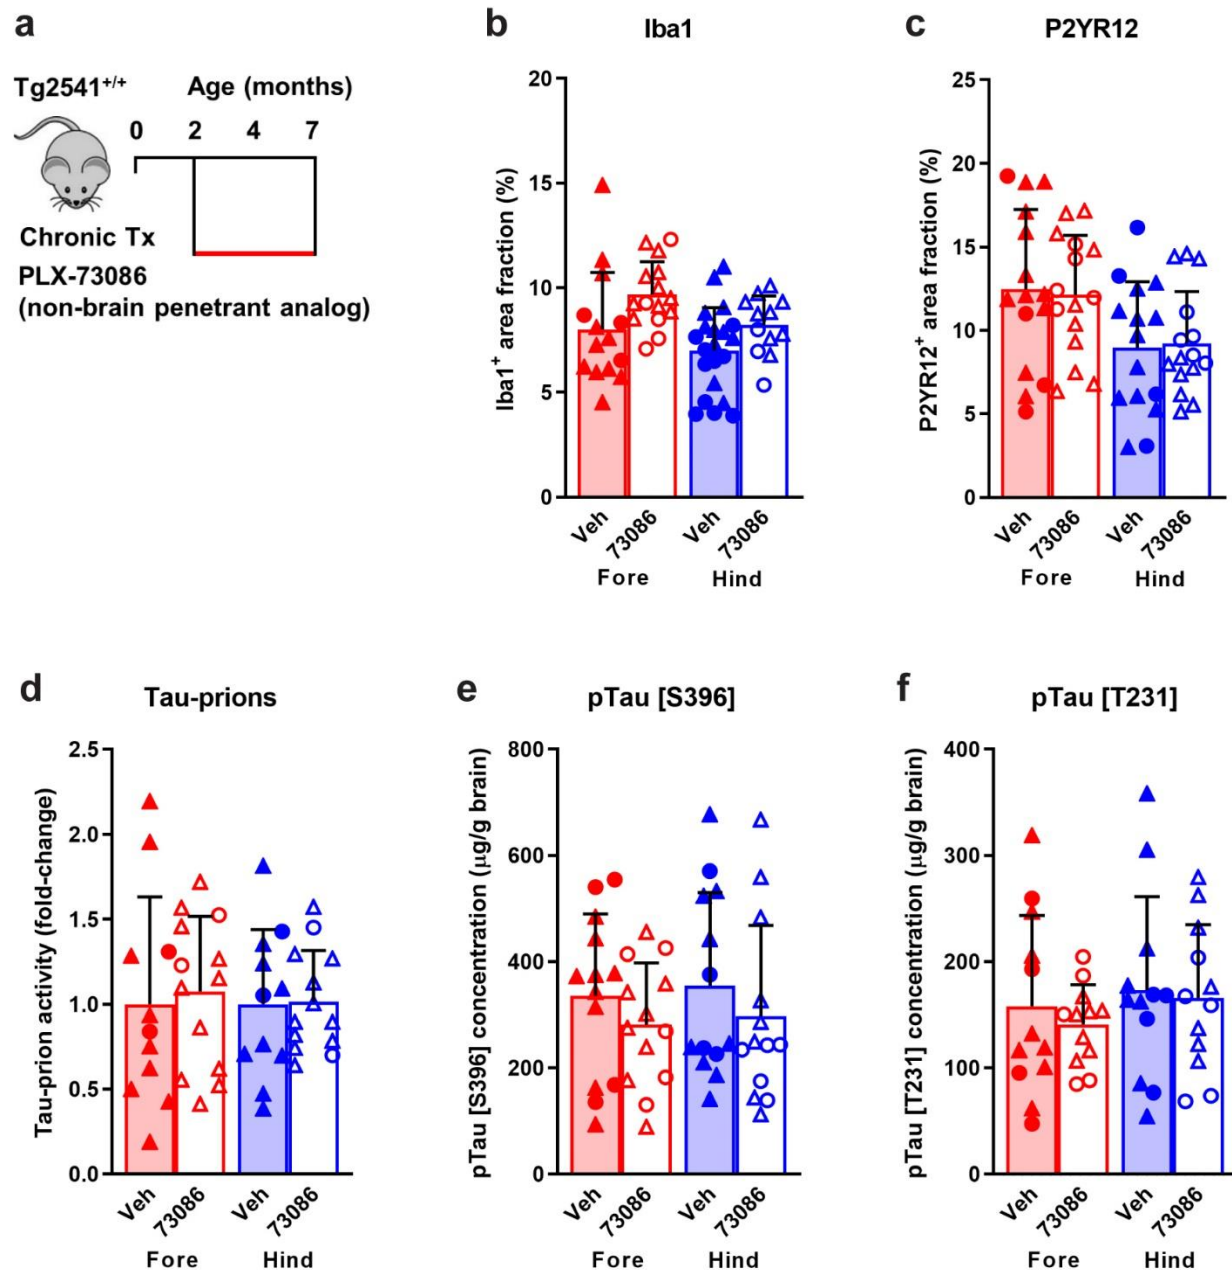 a
Tg2541+/+
Age (months)
0 2 4 7
Chronic Tx
PLX-73086
(non-brain penetrant analog)
b
Iba1
Iba1+ area fraction (%)
20
15
10
5
0
Veh 73086 Veh 73086
Fore Hind
c
P2YR12
P2YR12+ area fraction (%)
25
20
15
10
5
0
Veh 73086 Veh 73086
Fore Hind
d
Tau-prions
Tau-prion activity (fold-change)
2.5
2.0
1.5
1.0
0.5
0.0
Veh 73086 Veh 73086
Fore Hind
e
pTau [S396]
pTau [S396] concentration (μg/g brain)
800
600
400
200
0
Veh 73086 Veh 73086
Fore Hind
f
pTau [T231]
pTau [T231] concentration (μg/g brain)
400
300
200
100
0
Veh 73086 Veh 73086
Fore Hind